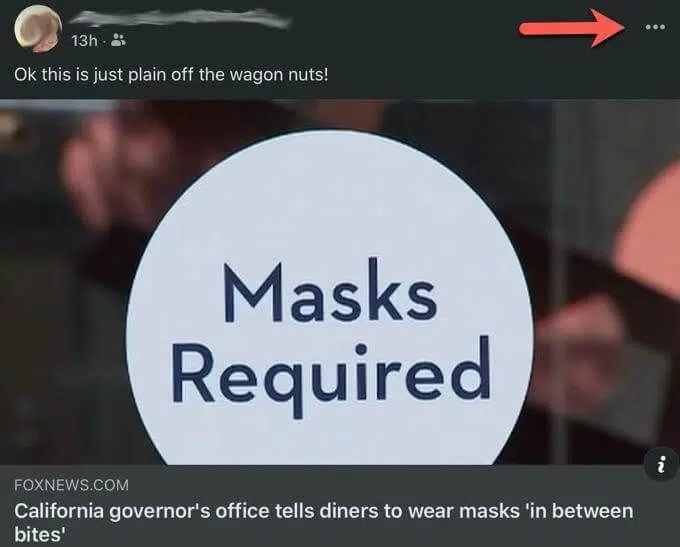 13h
Ok this is just plain off the wagon nuts!
Masks
Required
i
FOXNEWS.COM
California governor's office tells diners to wear masks 'in between
bites'